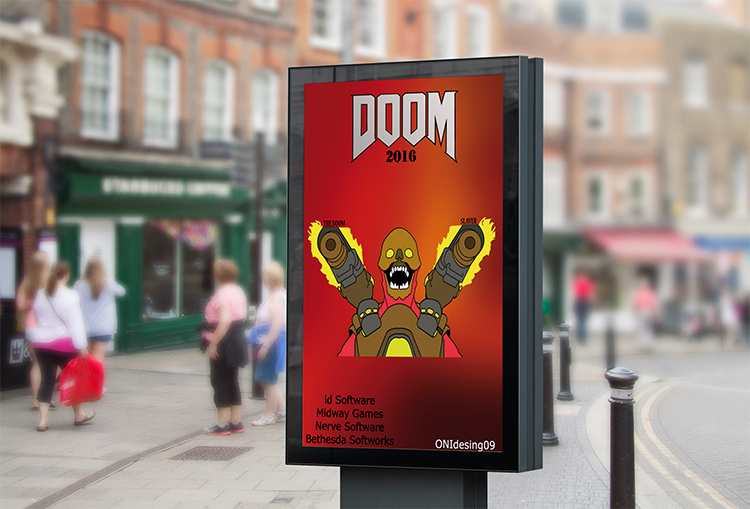 STARBUCKS COFFEE
DOOM
2016
THE DOOM
SLAYER
id Software
Midway Games
Nerve Software
Bethesda Softworks
ONIdesing09